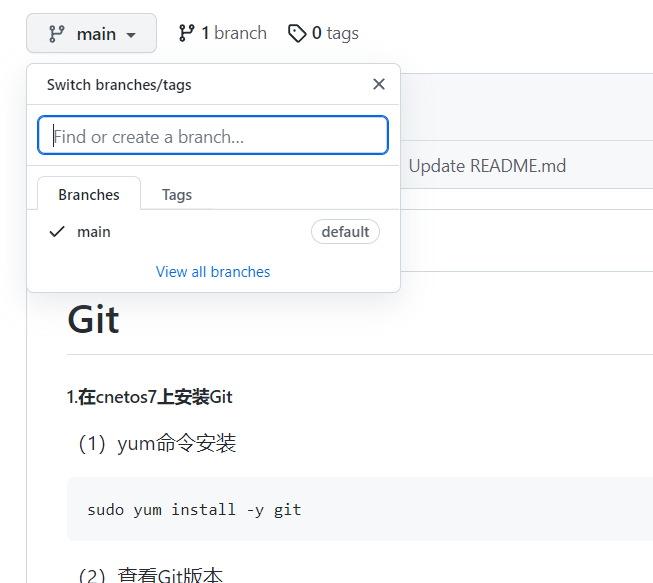 main 1 branch 0 tags
Switch branches/tags
Find or create a branch...
Update README.md
Branches Tags
main default
View all branches
Git
1.在cnetos7上安装Git
（1）yum命令安装
sudo yum install -y git
（2）查看Git版本